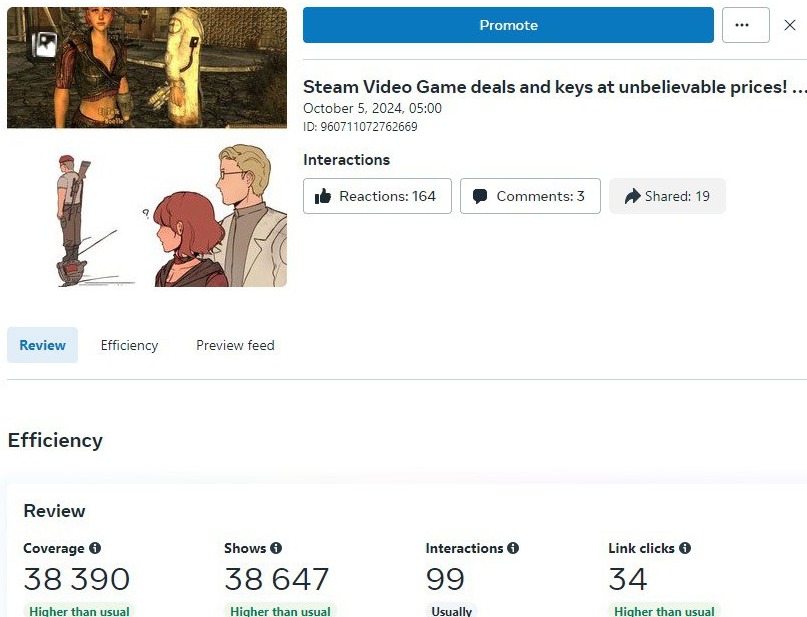 Promote
Steam Video Game deals and keys at unbelievable prices! ...
October 5, 2024, 05:00
ID: 960711072762669
Interactions
Reactions: 164
Comments: 3
Shared: 19
?
Review
Efficiency
Preview feed
Efficiency
Review
Coverage
Shows
Interactions
Link clicks
38 390
38 647
99
34
Higher than usual
Higher than usual
Usually
Higher than usual